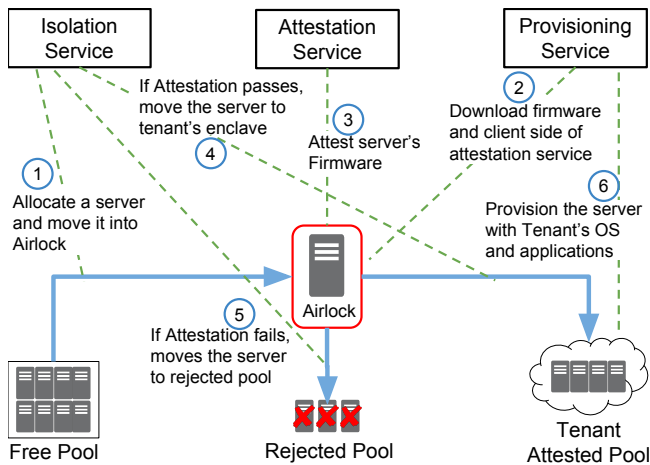 Isolation
Service
Attestation
Service
Provisioning
Service
If Attestation passes,
move the server to
tenant's enclave
4
3
Attest server's
Firmware
2
Download firmware
and client side of
attestation service
1
Allocate a server
and move it into
Airlock
6
Provision the server
with Tenant's OS
and applications
Airlock
5
If Attestation fails,
moves the server
to rejected pool
Free Pool
Rejected Pool
Tenant
Attested Pool